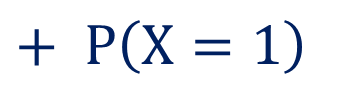 + P(X = 1)